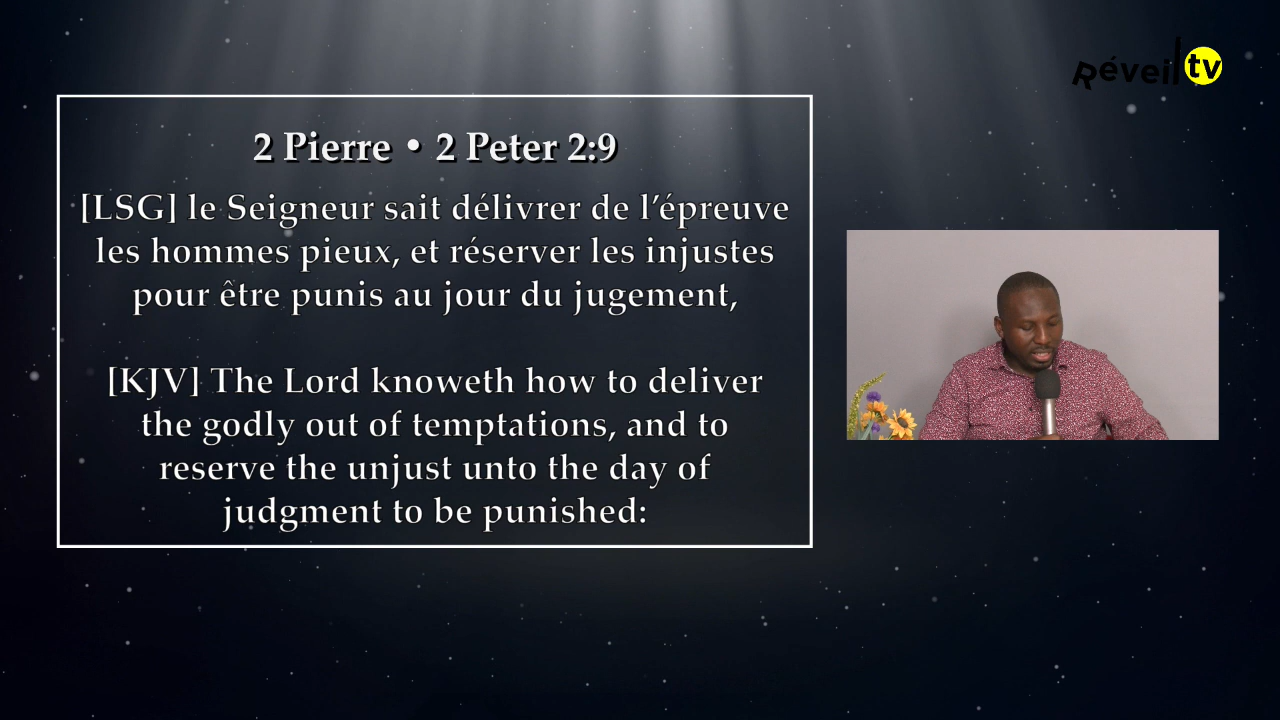 Réveil tv
2 Pierre • 2 Peter 2:9
[LSG] le Seigneur sait délivrer de l’épreuve
les hommes pieux, et réserver les injustes
pour être punis au jour du jugement,
[KJV] The Lord knoweth how to deliver
the godly out of temptations, and to
reserve the unjust unto the day of
judgment to be punished: